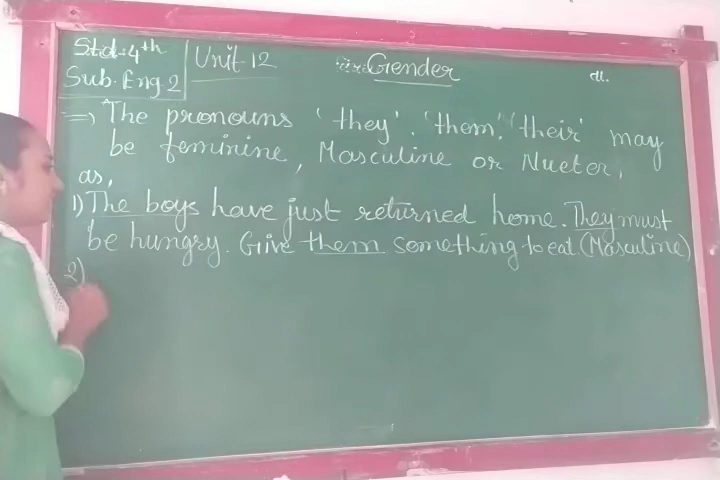 Std:-4th
Sub-Eng 2
Unit-12
Gender
=> The pronouns 'they', 'them', 'their' may
be feminine, Masculine or Nueter,
as,
1) The boys have just returned home. They must
be hungry. Give them something to eat (Masculine)
2)